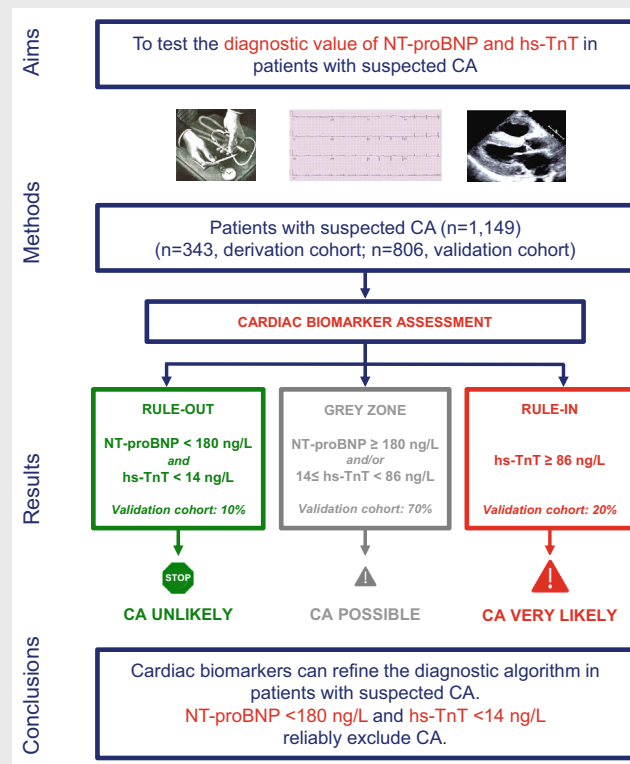 Aims
To test the diagnostic value of NT-proBNP and hs-TnT in
patients with suspected CA
Methods
Patients with suspected CA (n=1,149)
(n=343, derivation cohort; n=806, validation cohort)
CARDIAC BIOMARKER ASSESSMENT
Results
RULE-OUT
NT-proBNP < 180 ng/L
and
hs-TnT < 14 ng/L
Validation cohort: 10%
GREY ZONE
NT-proBNP ≥ 180 ng/L
and/or
14≤ hs-TnT < 86 ng/L
Validation cohort: 70%
RULE-IN
hs-TnT ≥ 86 ng/L
Validation cohort: 20%
STOP
CA UNLIKELY
CA POSSIBLE
CA VERY LIKELY
Conclusions
Cardiac biomarkers can refine the diagnostic algorithm in
patients with suspected CA.
NT-proBNP <180 ng/L and hs-TnT <14 ng/L
reliably exclude CA.